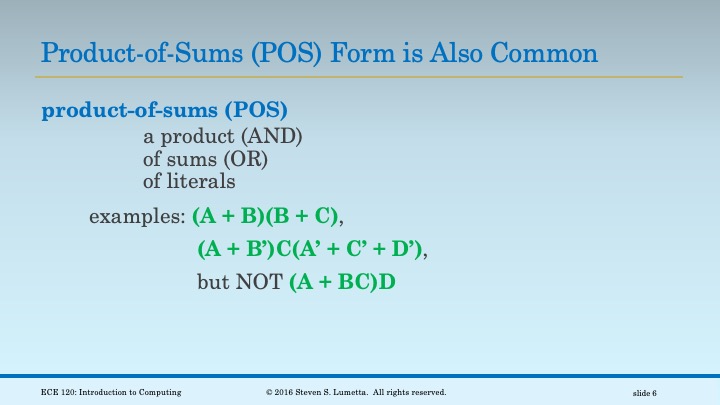 Product-of-Sums (POS) Form is Also Common
product-of-sums (POS)
a product (AND)
of sums (OR)
of literals
examples: (A + B)(B + C),
(A + B’)C(A’ + C’ + D’),
but NOT (A + BC)D
ECE 120: Introduction to Computing
© 2016 Steven S. Lumetta. All rights reserved.
slide 6